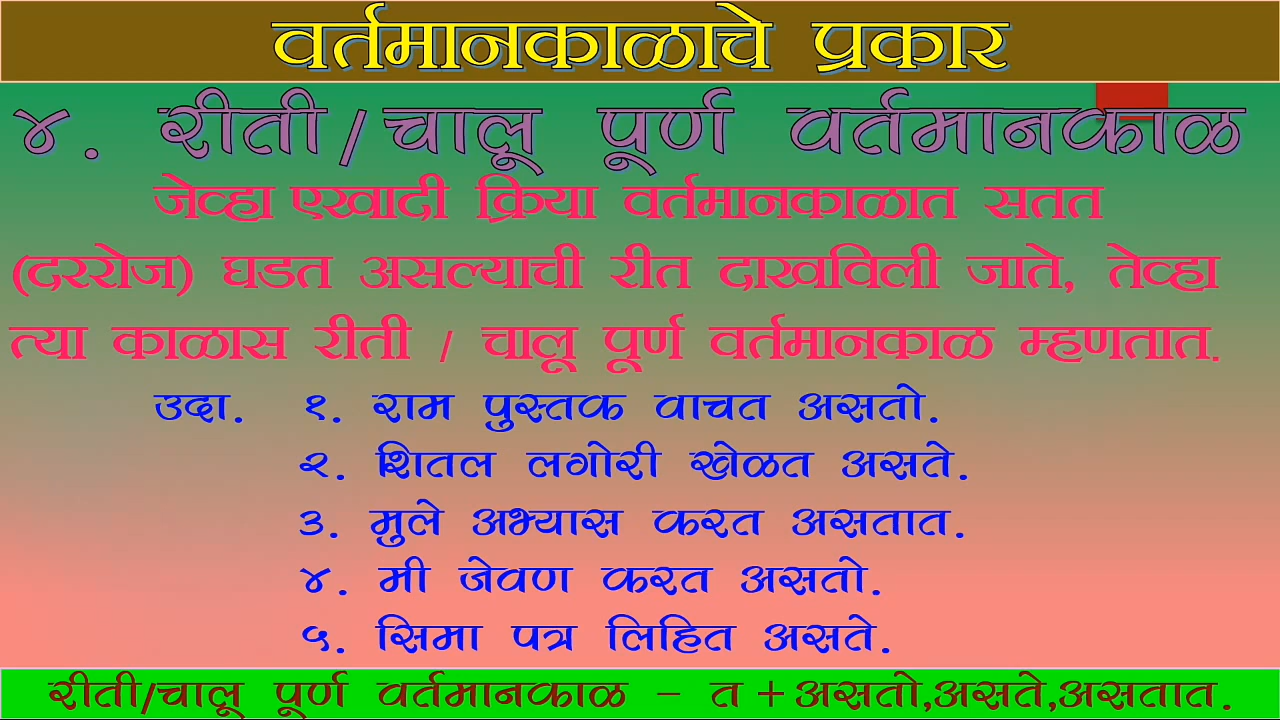 वर्तमानकाळाचे प्रकार
४. रीती/चालू पूर्ण वर्तमानकाळ
जेव्हा एखादी क्रिया वर्तमानकाळात सतत
(दररोज) घडत असल्याची रीत दाखविली जाते, तेव्हा
त्या काळास रीती / चालू पूर्ण वर्तमानकाळ म्हणतात.
उदा. १. राम पुस्तक वाचत असतो.
२. शितल लगोरी खेळत असते.
३. मुले अभ्यास करत असतात.
४. मी जेवण करत असतो.
५. सिमा पत्र लिहित असते.
रीती/चालू पूर्ण वर्तमानकाळ - त + असतो,असते,असतात.